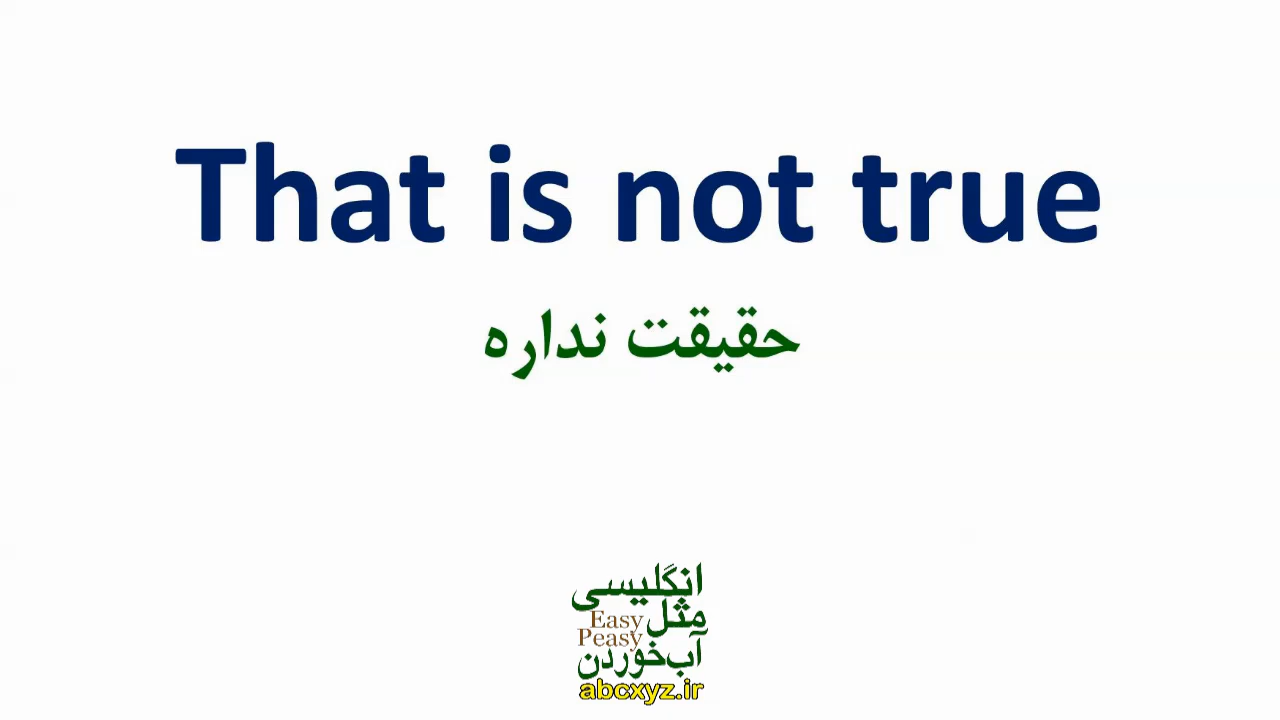 That is not true
حقیقت نداره
انگلیسی
مثل
Easy
Peasy
آب‌خوردن
abcxyz.ir